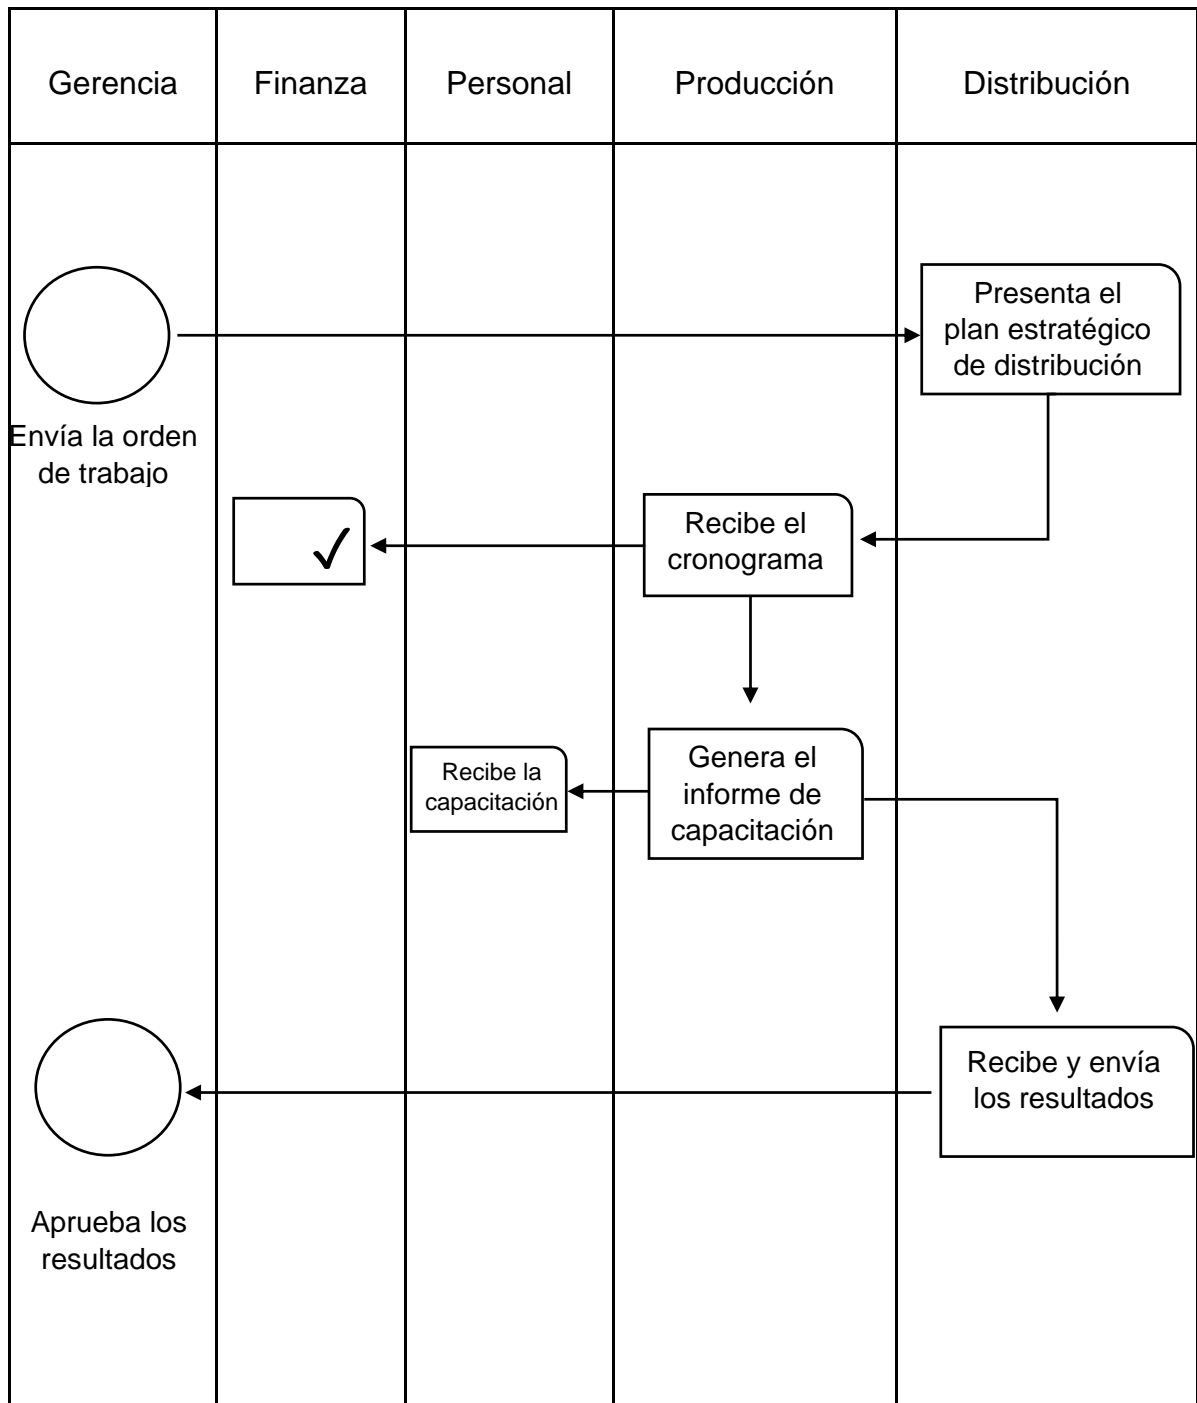 Gerencia
Finanza
Personal
Producción
Distribución
Presenta el
plan estratégico
de distribución
Envía la orden
de trabajo
Recibe el
cronograma
Genera el
informe de
capacitación
Recibe la
capacitación
Recibe y envía
los resultados
Aprueba los
resultados